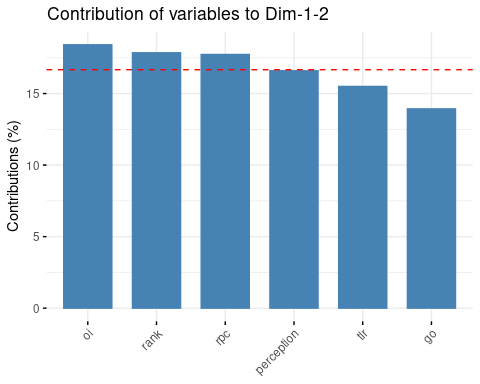 Contribution of variables to Dim-1-2
Contributions (%)
15
10
5
0
oi
rank
rpc
perception
tlr
go